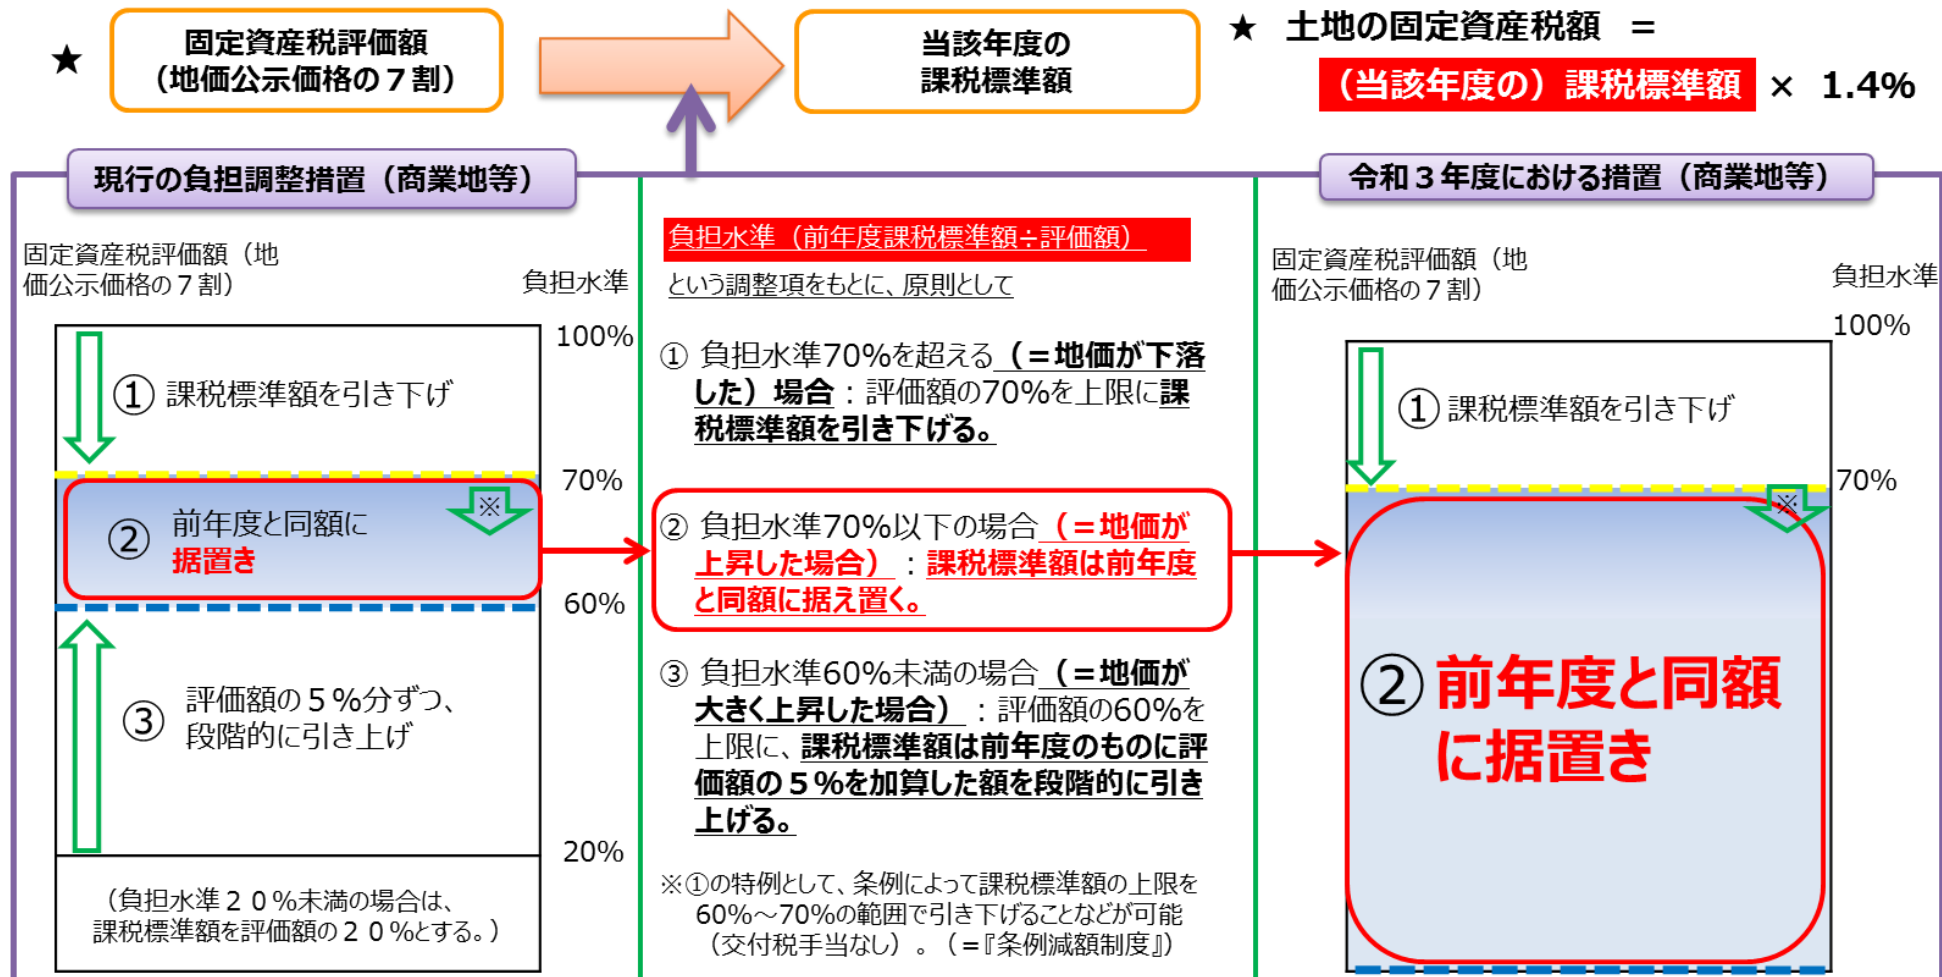 ★
固定資産税評価額
（地価公示価格の７割）
当該年度の
課税標準額
★ 土地の固定資産税額 ＝
（当該年度の）課税標準額 × 1.4%
現行の負担調整措置（商業地等）
固定資産税評価額（地
価公示価格の７割）
負担水準
100%
① 課税標準額を引き下げ
70%
※
② 前年度と同額に
据置き
60%
③ 評価額の５%分ずつ、
段階的に引き上げ
20%
（負担水準２０%未満の場合は、
課税標準額を評価額の２０%とする。）
負担水準（前年度課税標準額÷評価額）
という調整項をもとに、原則として
① 負担水準70%を超える（＝地価が下落
した）場合：評価額の70%を上限に課
税標準額を引き下げる。
② 負担水準70%以下の場合（＝地価が
上昇した場合）：課税標準額は前年度
と同額に据え置く。
③ 負担水準60%未満の場合（＝地価が
大きく上昇した場合）：評価額の60%を
上限に、課税標準額は前年度のものに評
価額の５%を加算した額を段階的に引き
上げる。
※①の特例として、条例によって課税標準額の上限を
60%～70%の範囲で引き下げることなどが可能
（交付税手当なし）。（＝『条例減額制度』）
令和３年度における措置（商業地等）
固定資産税評価額（地
価公示価格の７割）
負担水準
100%
① 課税標準額を引き下げ
70%
※
② 前年度と同額
に据置き